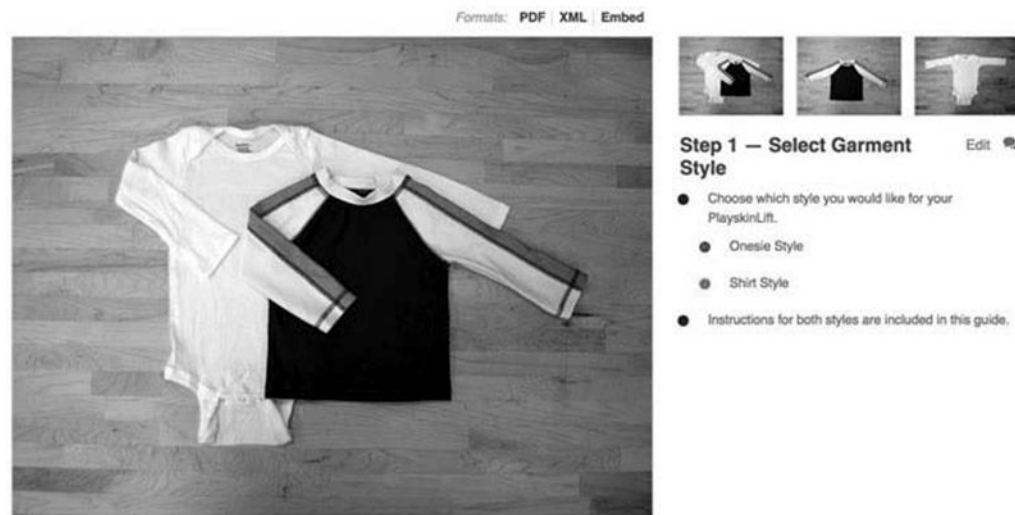 Formats: PDF XML Embed
Step 1 — Select Garment
Style
Edit
Choose which style you would like for your
PlayskinLift.
Onesie Style
Shirt Style
Instructions for both styles are included in this guide.